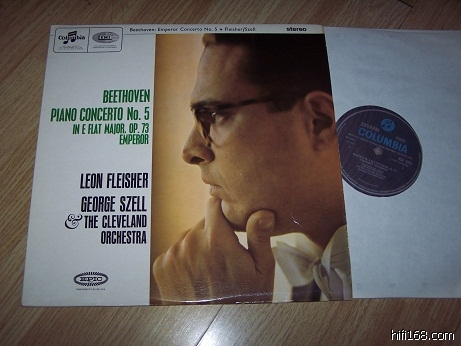 Beethoven: Emperor Concerto No. 5 ★ Fleisher/Szell
stereo
Columbia
EMI
BEETHOVEN
PIANO CONCERTO No. 5
IN E FLAT MAJOR. OP. 73
EMPEROR
LEON FLEISHER
GEORGE SZELL
& THE CLEVELAND
ORCHESTRA
EPIC
COLUMBIA
hifi168.com